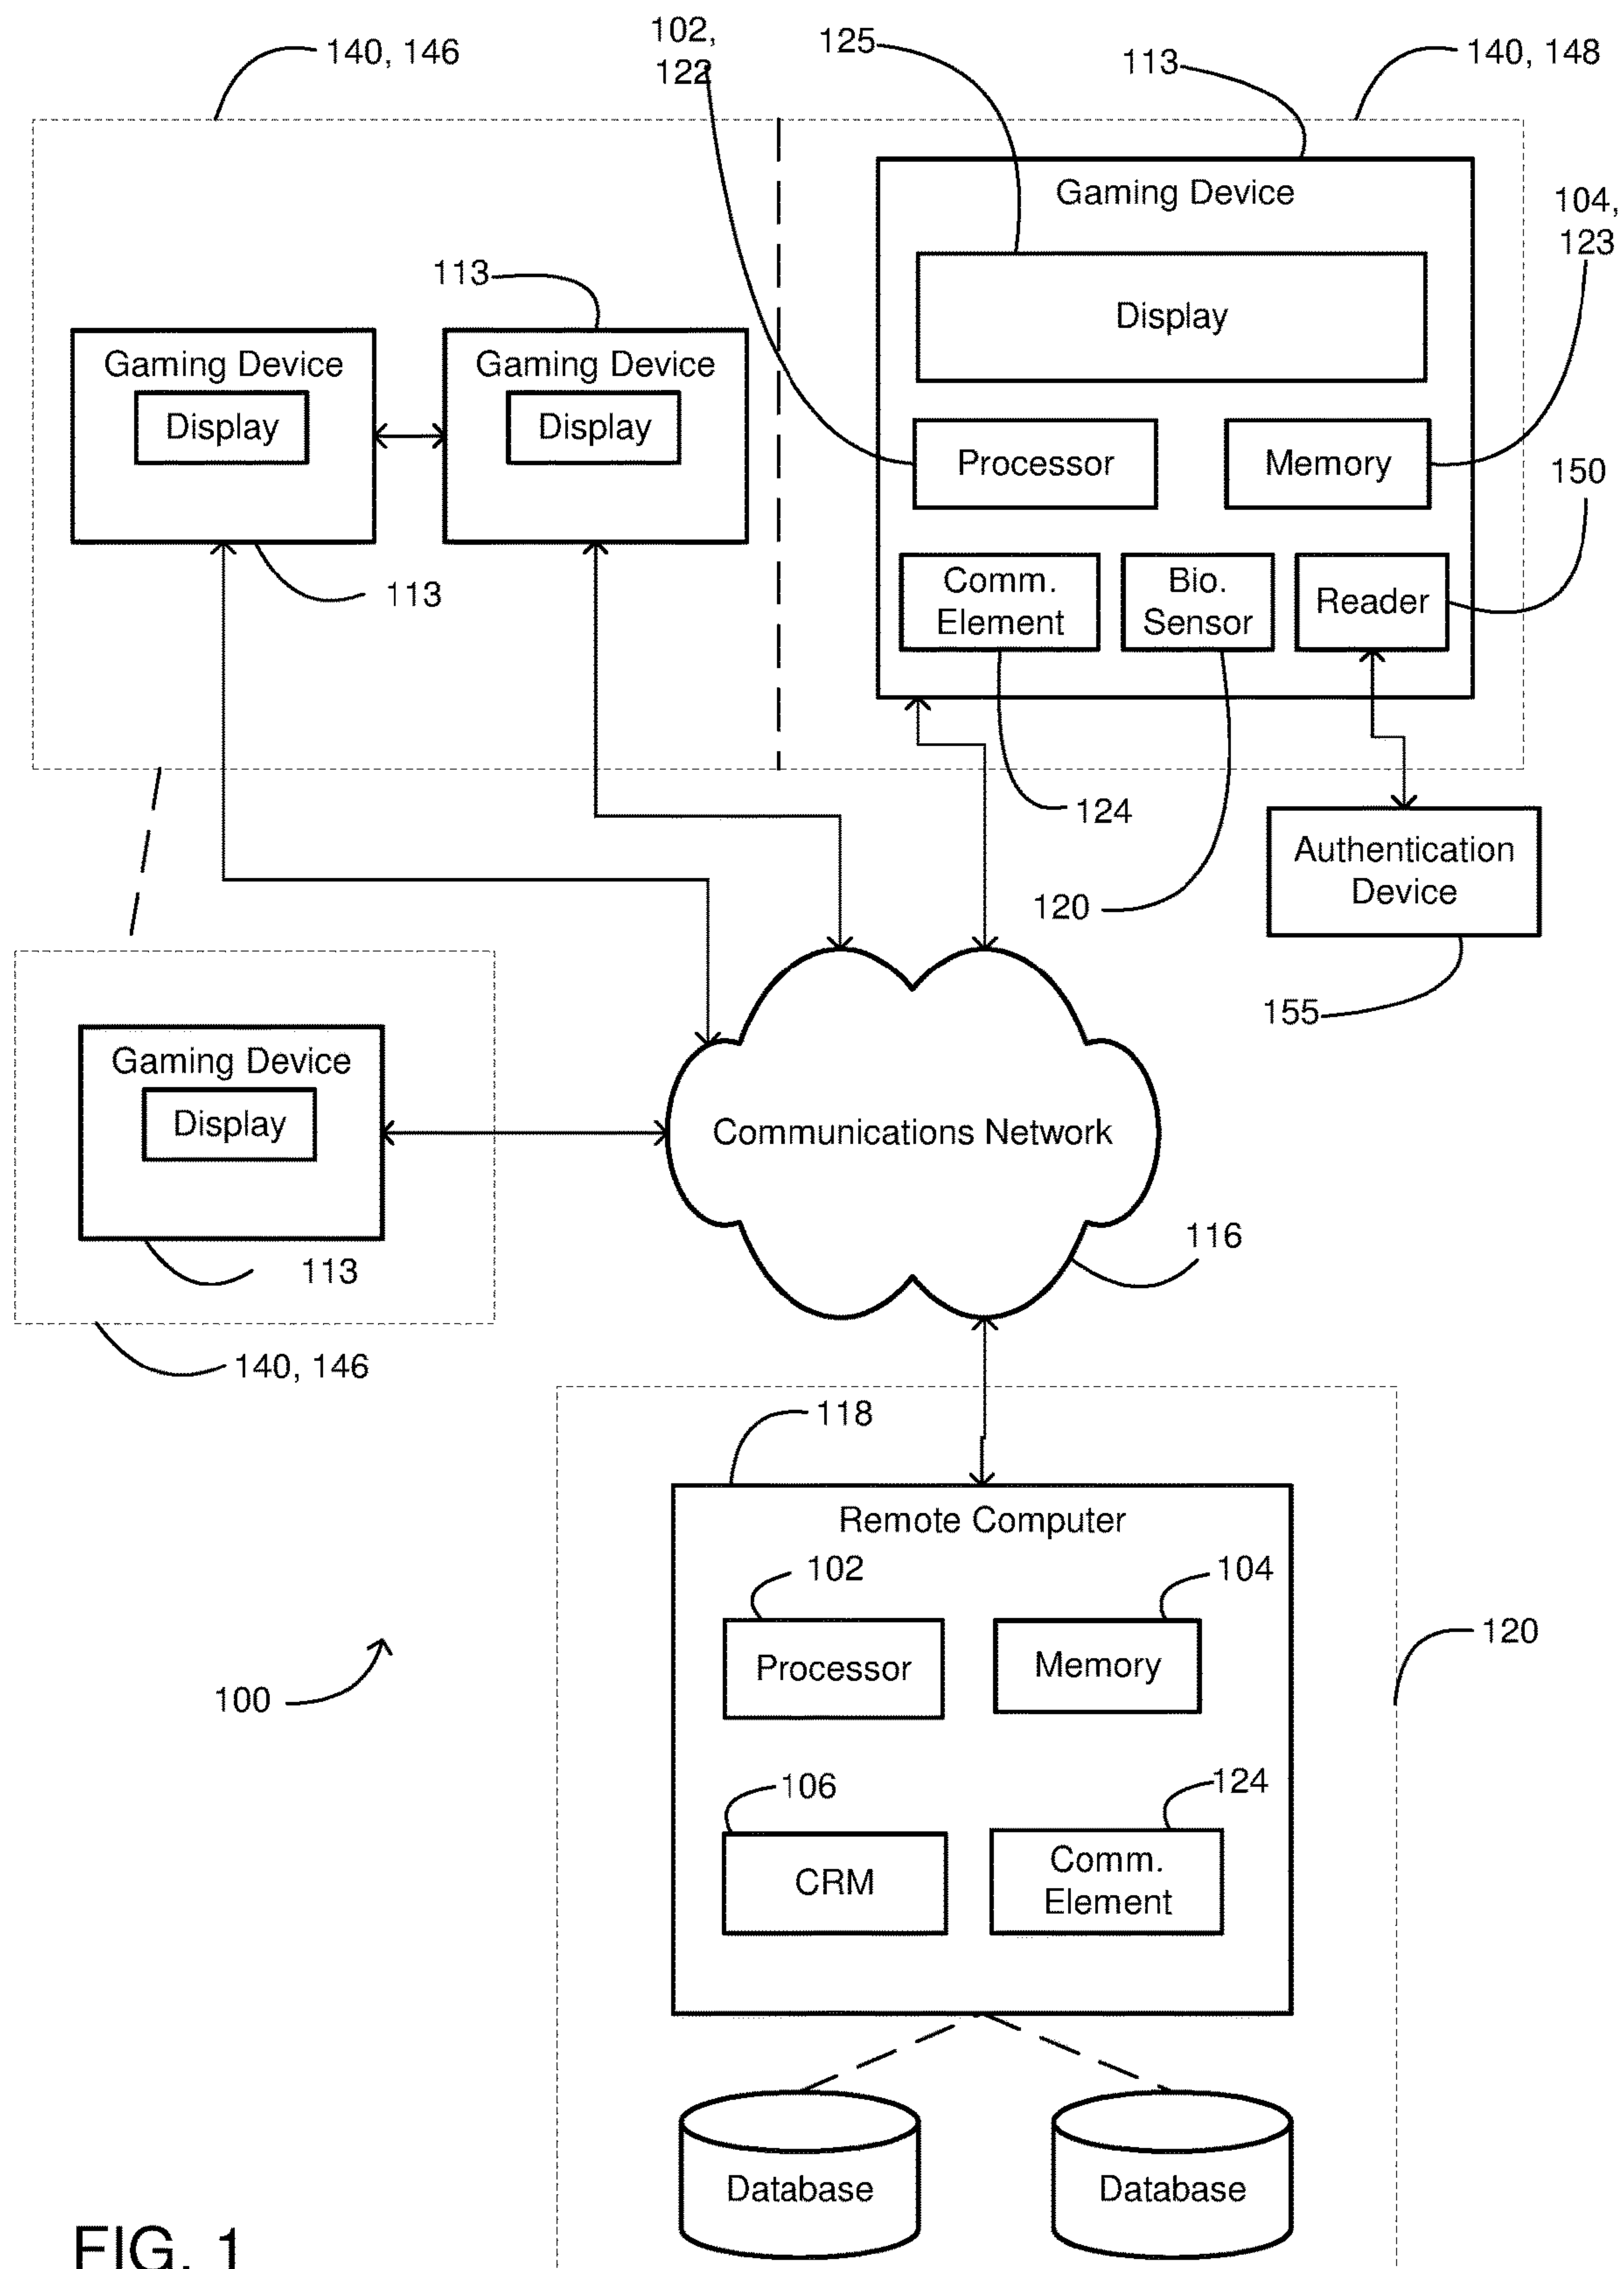 140, 146
102,
122
125
113
140, 148
Gaming Device
104,
123
Display
113
Gaming Device
Display
Gaming Device
Display
Processor
Memory
150
Comm.
Element
Bio.
Sensor
Reader
113
124
120
Authentication
Device
155
Gaming Device
Display
Communications Network
113
116
140, 146
118
Remote Computer
102
104
Processor
Memory
120
100
106
124
CRM
Comm.
Element
Database
Database
FIG. 1